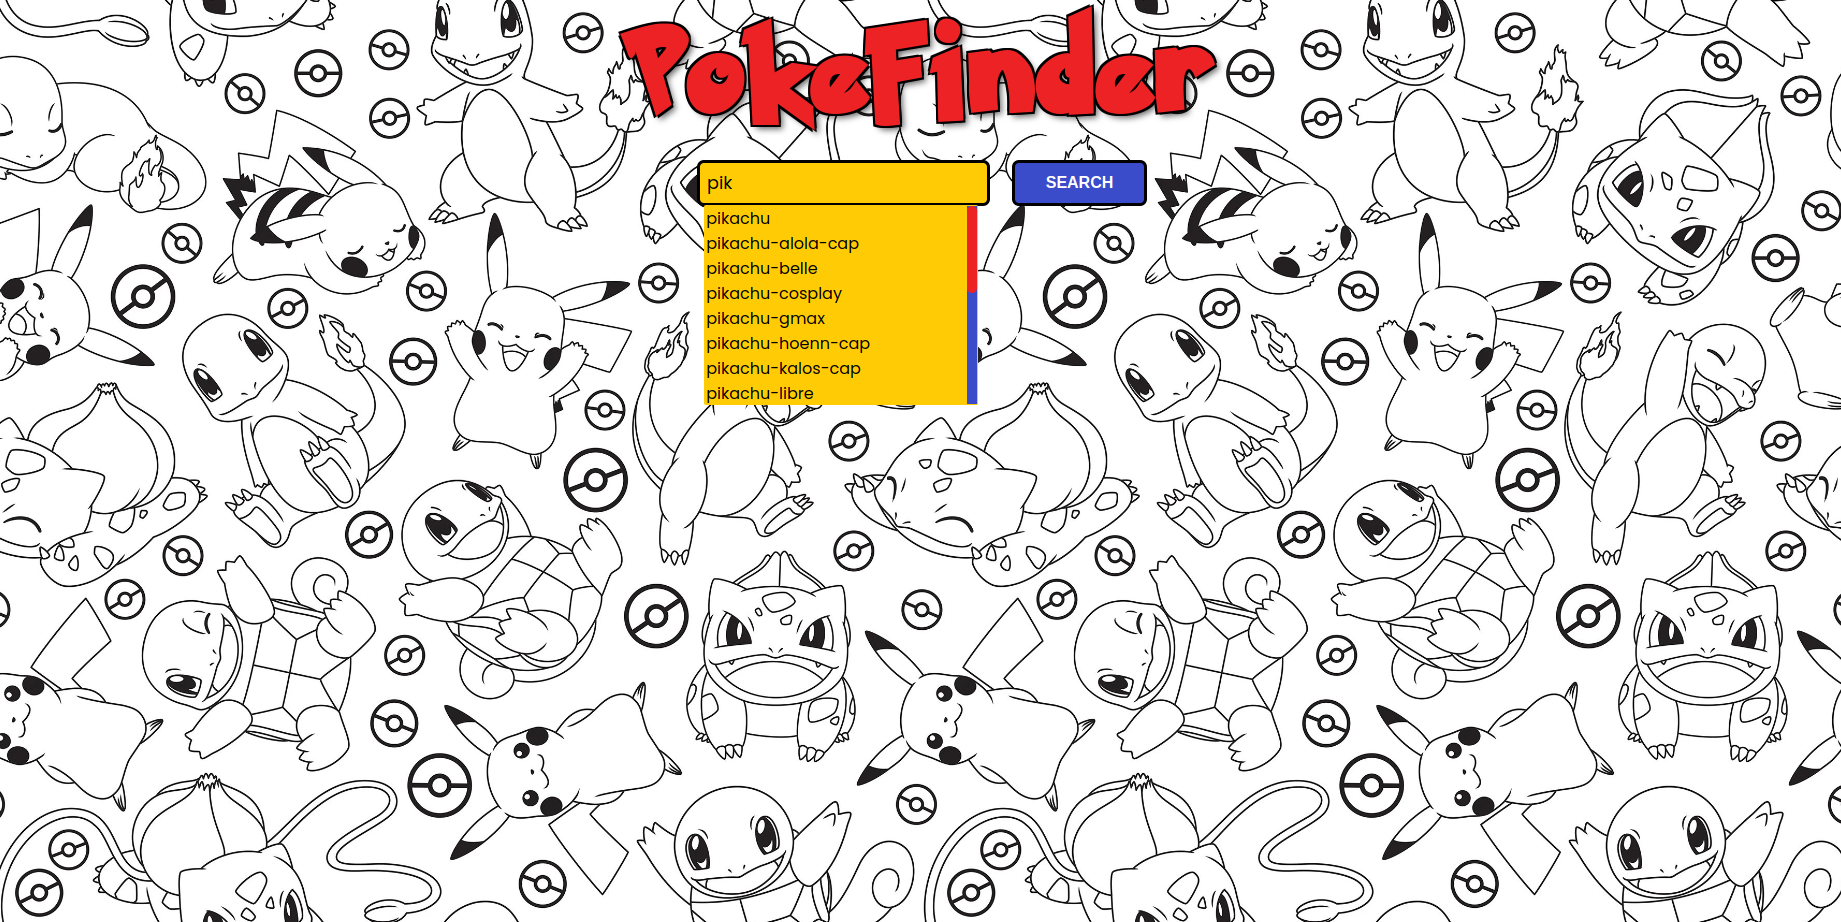 PokeFinder
pik
SEARCH
pikachu
pikachu-alola-cap
pikachu-belle
pikachu-cosplay
pikachu-gmax
pikachu-hoenn-cap
pikachu-kalos-cap
pikachu-libre